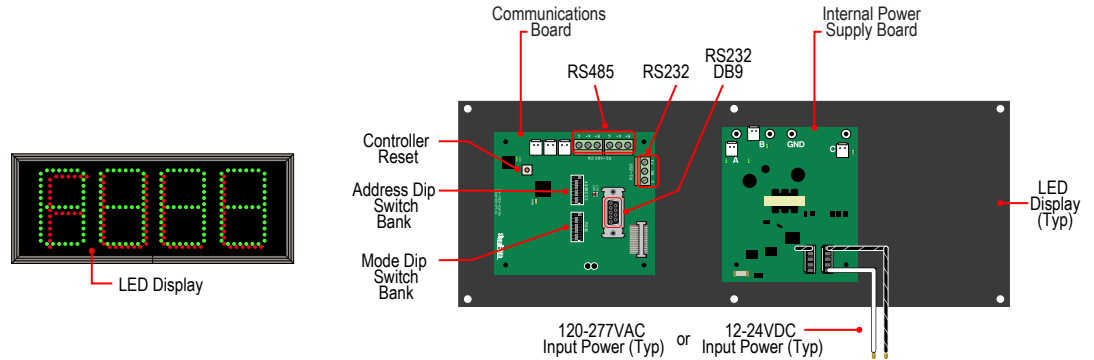 Communications
Board
Internal Power
Supply Board
RS485
RS232
RS232
DB9
Controller
Reset
Address Dip
Switch
Bank
Mode Dip
Switch
Bank
B
GND
A
C
LED
Display
(Typ)
LED Display
120-277VAC
Input Power (Typ)
or
12-24VDC
Input Power (Typ)